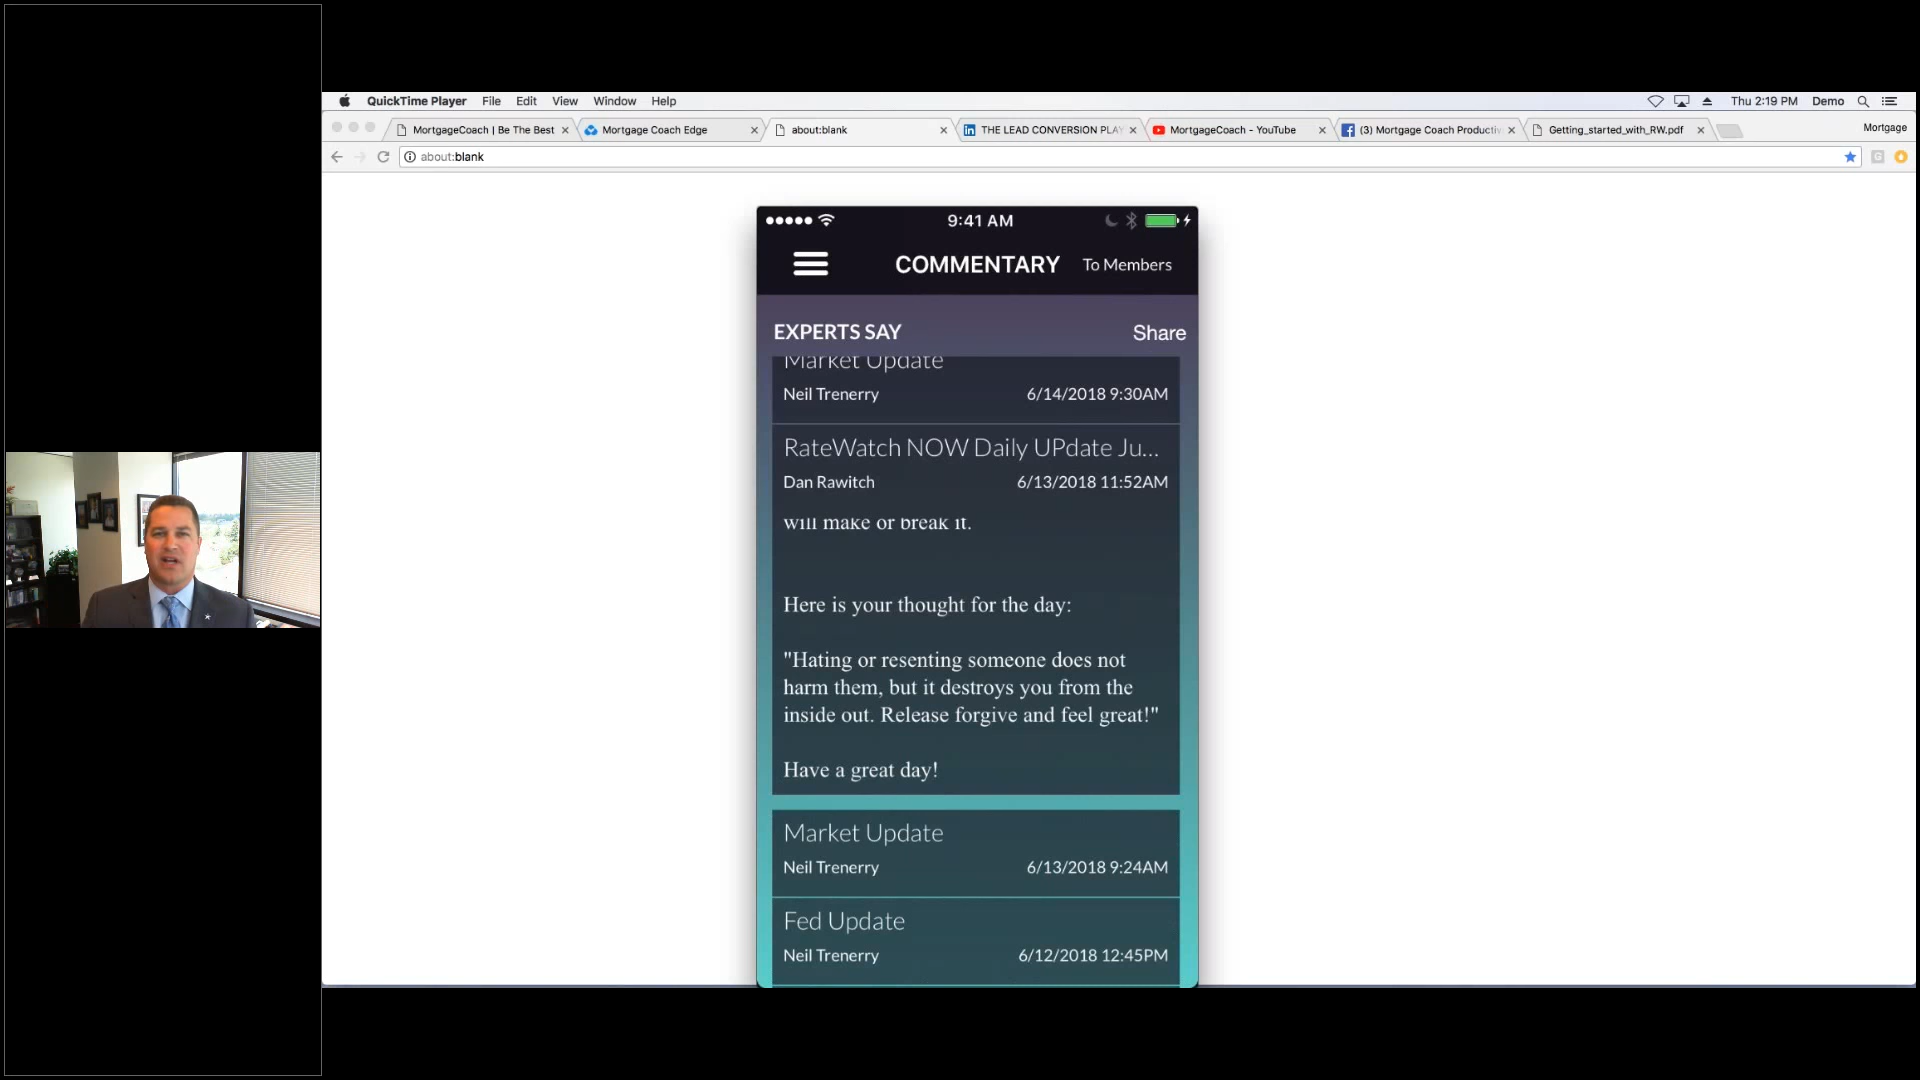 QuickTime Player File Edit View Window Help Thu 2:19 PM Demo
MortgageCoach | Be The Best Mortgage Coach Edge about:blank THE LEAD CONVERSION PLA MortgageCoach - YouTube (3) Mortgage Coach Productiv Getting_started_with_RW.pdf Mortgage
about:blank
9:41 AM
COMMENTARY To Members
EXPERTS SAY Share
Market Update
Neil Trenerry 6/14/2018 9:30AM
RateWatch NOW Daily UPdate Ju...
Dan Rawitch 6/13/2018 11:52AM
will make or break it.
Here is your thought for the day:
"Hating or resenting someone does not
harm them, but it destroys you from the
inside out. Release forgive and feel great!"
Have a great day!
Market Update
Neil Trenerry 6/13/2018 9:24AM
Fed Update
Neil Trenerry 6/12/2018 12:45PM